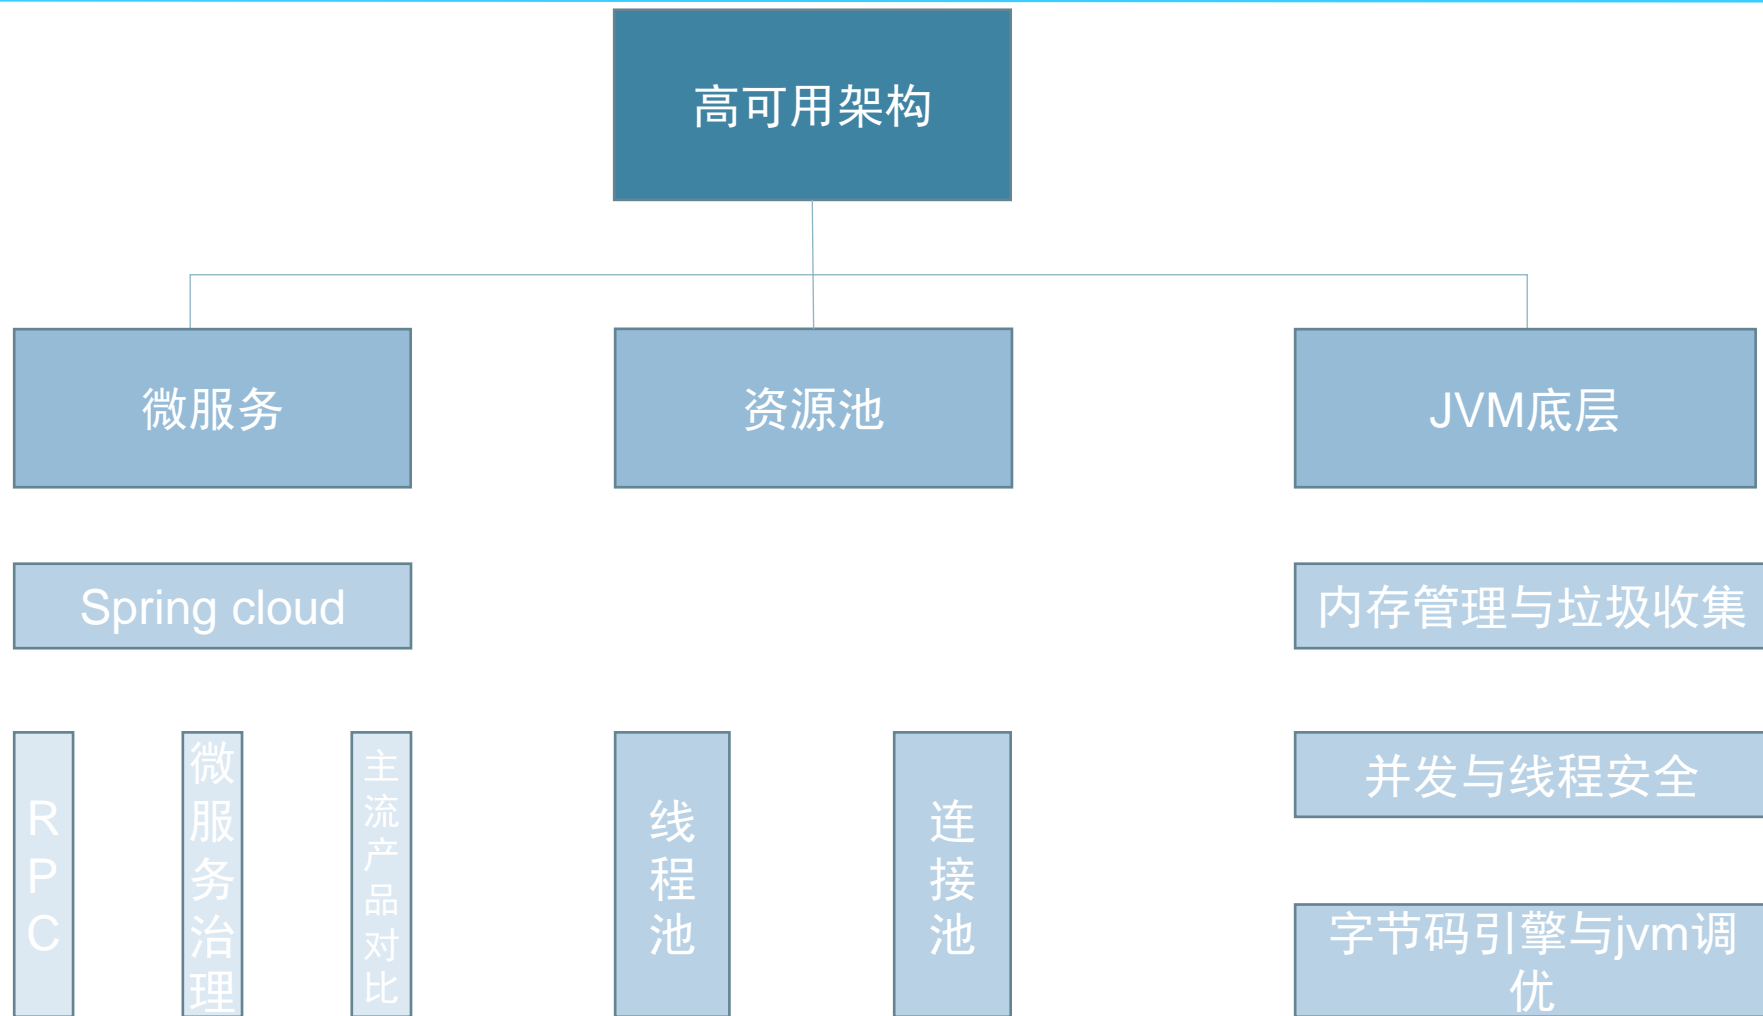 高可用架构
微服务
资源池
JVM底层
Spring cloud
内存管理与垃圾收集
RPC
微服务治理
主流产品对比
线程池
连接池
并发与线程安全
字节码引擎与jvm调
优